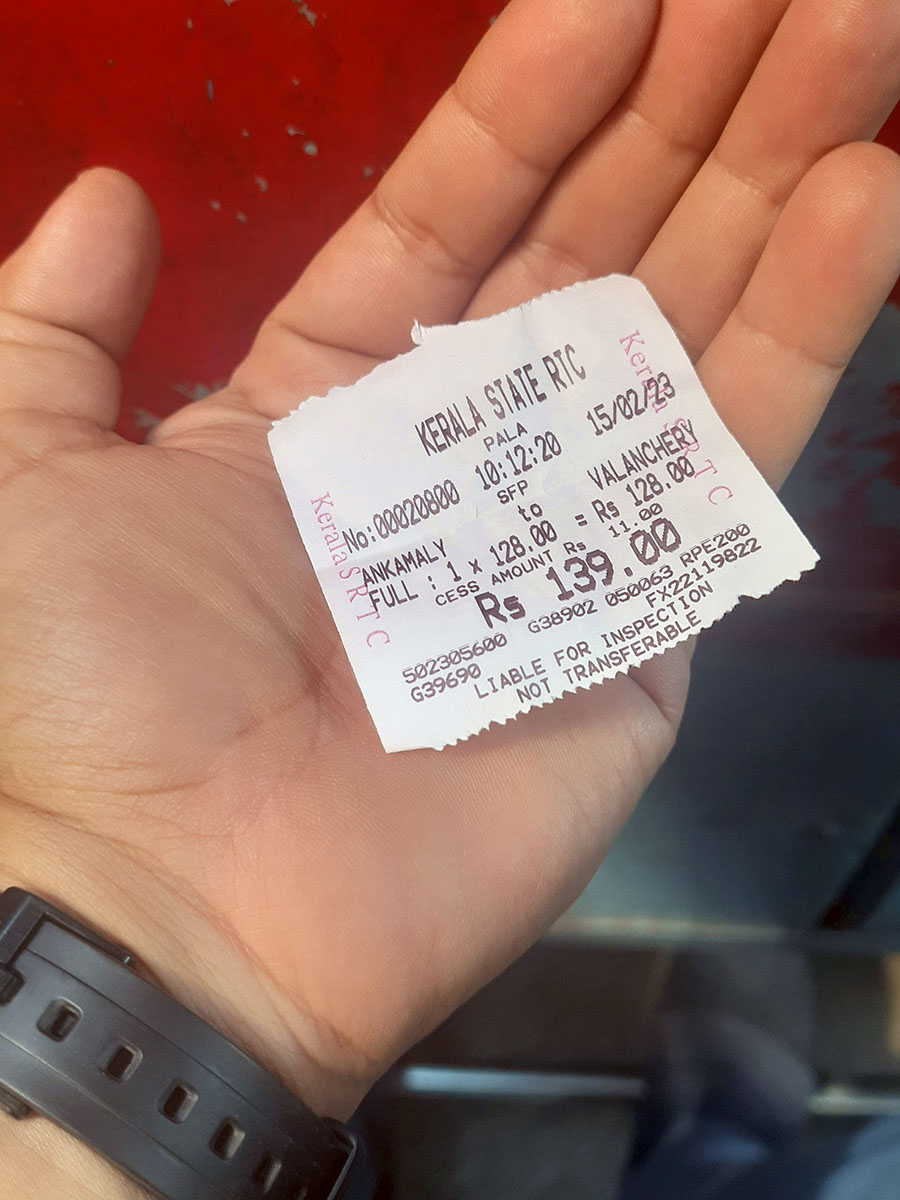 KERALA STATE RTC
PALA
No:00020800 10:12:20 15/02/23
SFP
ANKAMALY to VALANCHERY
FULL : 1 x 128.00 = Rs 128.00
CESS AMOUNT Rs 11.00
Rs 139.00
502305600 G38902 050063 RPE200
G39690 FX22119822
LIABLE FOR INSPECTION
NOT TRANSFERABLE
Kerala S R T C
Kerala S R T C